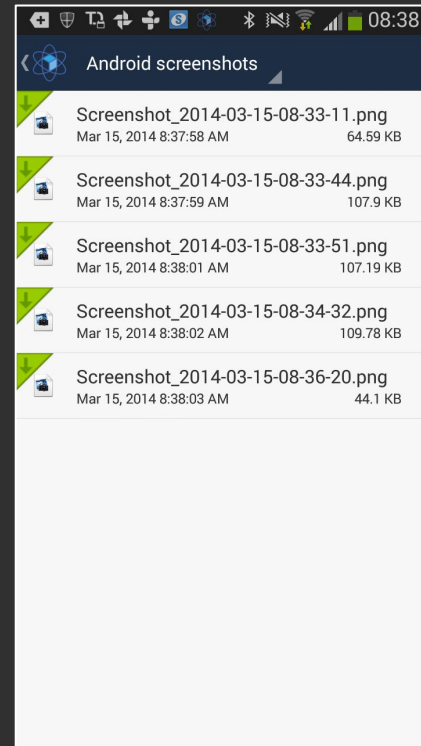 08:38
Android screenshots
Screenshot_2014-03-15-08-33-11.png
Mar 15, 2014 8:37:58 AM 64.59 KB
Screenshot_2014-03-15-08-33-44.png
Mar 15, 2014 8:37:59 AM 107.9 KB
Screenshot_2014-03-15-08-33-51.png
Mar 15, 2014 8:38:01 AM 107.19 KB
Screenshot_2014-03-15-08-34-32.png
Mar 15, 2014 8:38:02 AM 109.78 KB
Screenshot_2014-03-15-08-36-20.png
Mar 15, 2014 8:38:03 AM 44.1 KB